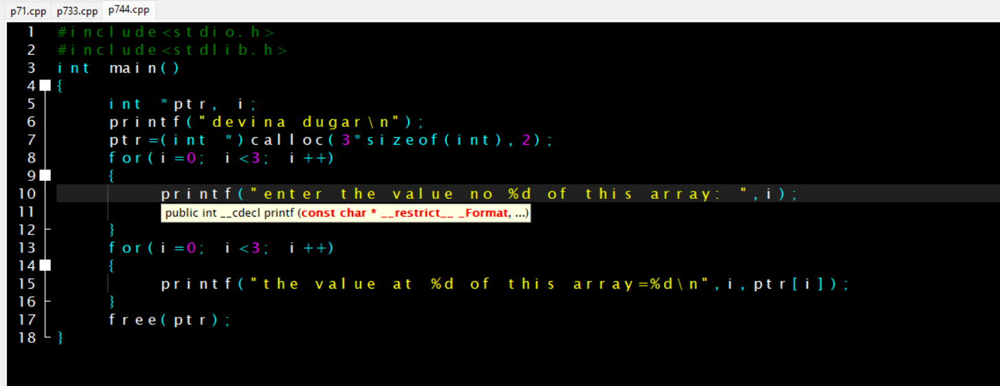 p71.cpp p733.cpp p744.cpp
1 #include<stdio.h>
2 #include<stdlib.h>
3 int main()
4 {
5 int *ptr, i;
6 printf("devina dugar\n");
7 ptr=(int *)calloc(3*sizeof(int),2);
8 for(i=0; i<3; i++)
9 {
10 printf("enter the value no %d of this array: ",i);
11 public int __cdecl printf (const char * __restrict__ _Format, ...)
12 }
13 for(i=0; i<3; i++)
14 {
15 printf("the value at %d of this array=%d\n",i,ptr[i]);
16 }
17 free(ptr);
18 }